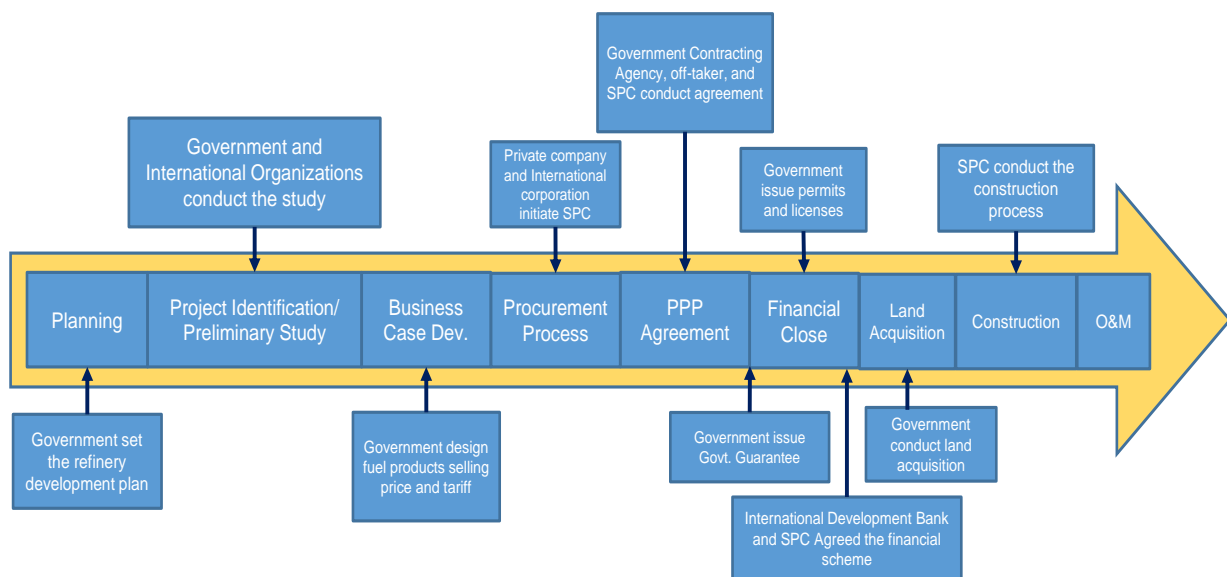 Government Contracting
Agency, off-taker, and
SPC conduct agreement
Government and
International Organizations
conduct the study
Private company
and International
corporation
initiate SPC
Government
issue permits
and licenses
SPC conduct the
construction
process
Planning
Project Identification/
Preliminary Study
Business
Case Dev.
Procurement
Process
PPP
Agreement
Financial
Close
Land
Acquisition
Construction
O&M
Government set
the refinery
development plan
Government design
fuel products selling
price and tariff
Government issue
Govt. Guarantee
Government
conduct land
acquisition
International Development Bank
and SPC Agreed the financial
scheme